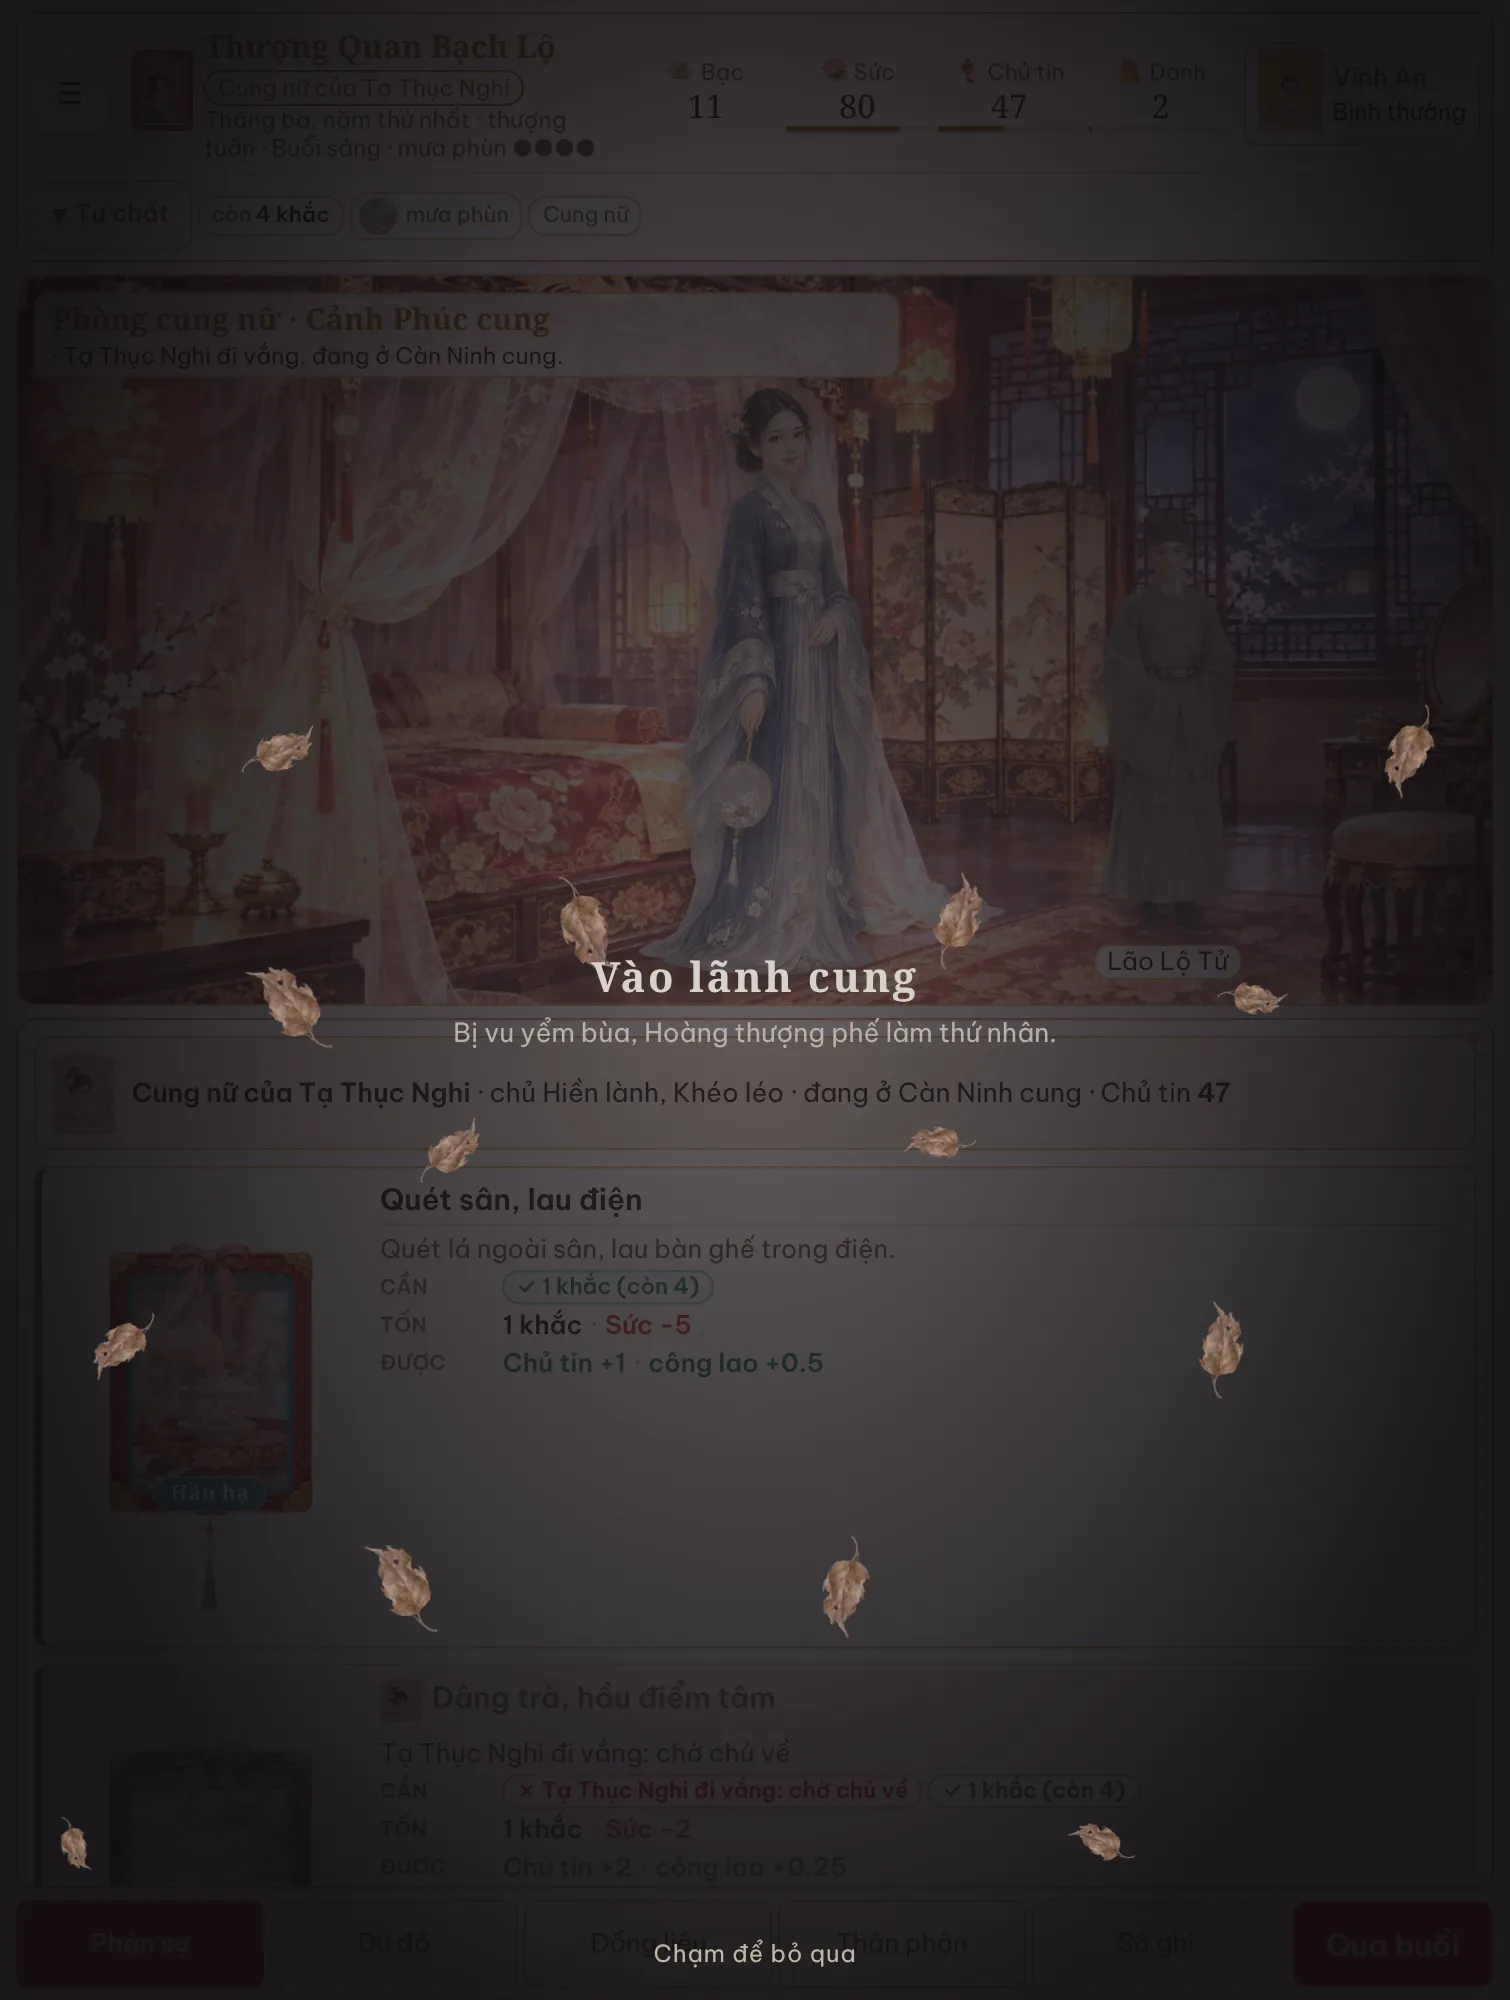 Thượng Quan Bạch Lộ
Cung nữ của Tạ Thục Nghi
Tháng ba, năm thứ nhất · thượng
tuần · Buổi sáng · mưa phùn
Bạc
11
Sức
80
Chủ tin
47
Danh
2
Vĩnh An
Bình thường
▼ Tư chất
còn 4 khắc
mưa phùn
Cung nữ
Phòng cung nữ · Cảnh Phúc cung
· Tạ Thục Nghi đi vắng, đang ở Càn Ninh cung.
Lão Lộ Tử
Vào lãnh cung
Bị vu yểm bùa, Hoàng thượng phế làm thứ nhân.
Cung nữ của Tạ Thục Nghi · chủ Hiền lành, Khéo léo · đang ở Càn Ninh cung · Chủ tin 47
Quét sân, lau điện
Quét lá ngoài sân, lau bàn ghế trong điện.
CẦN ✓ 1 khắc (còn 4)
TỐN 1 khắc · Sức -5
ĐƯỢC Chủ tin +1 · công lao +0.5
Hầu hạ
Dâng trà, hầu điểm tâm
Tạ Thục Nghi đi vắng: chờ chủ về
CẦN ✕ Tạ Thục Nghi đi vắng: chờ chủ về ✓ 1 khắc (còn 4)
TỐN 1 khắc · Sức -2
ĐƯỢC Chủ tin +2 · công lao +0.25
Phận sự
Dư đồ
Đồng liêu
Thân phận
Sổ ghi
Qua buổi
Chạm để bỏ qua